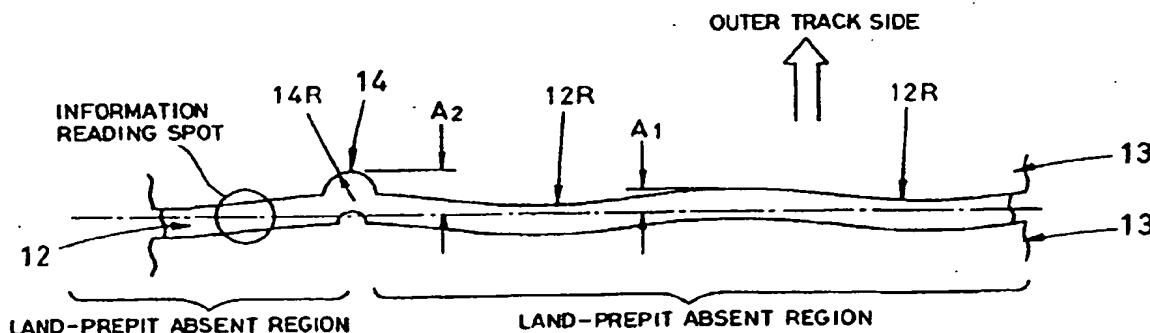 OUTER TRACK SIDE
14
14R
A2
12R
A1
12R
INFORMATION
READING SPOT
13
12
13
LAND-PREPIT ABSENT REGION
LAND-PREPIT ABSENT REGION